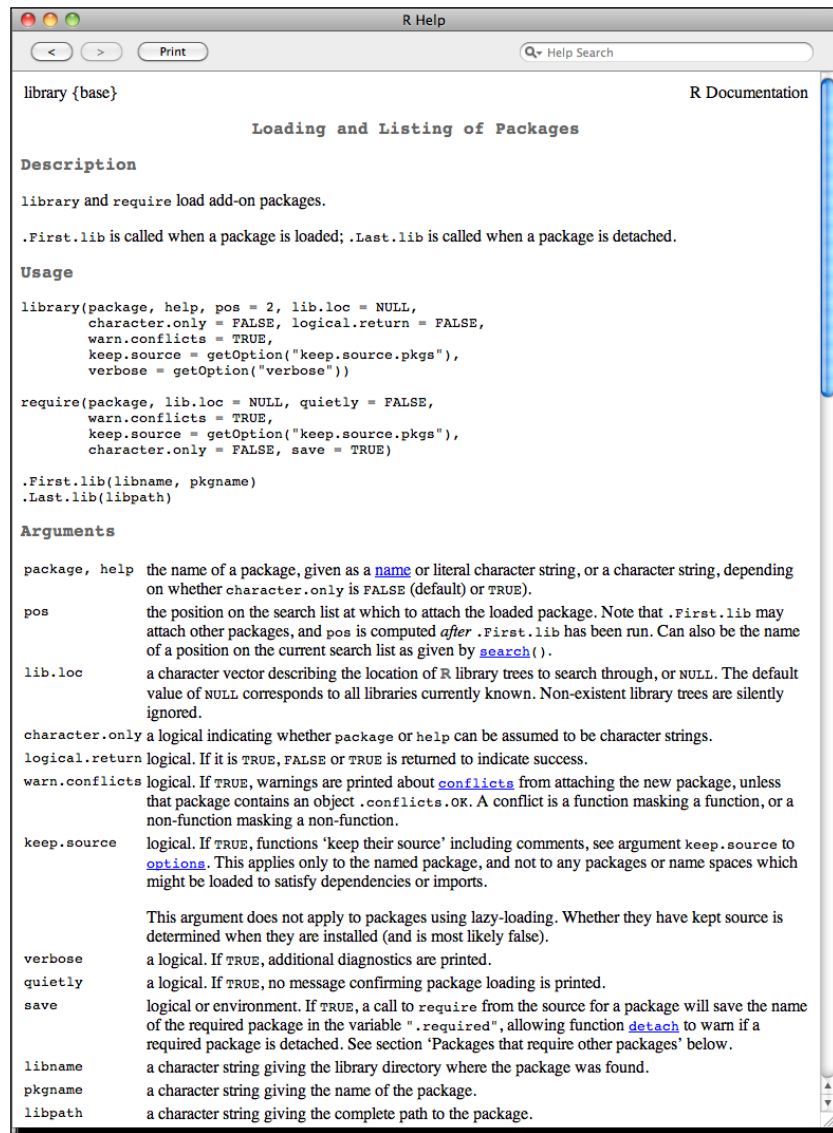 R Help
< > Print Help Search
library {base} R Documentation
Loading and Listing of Packages
Description
library and require load add-on packages.
.First.lib is called when a package is loaded; .Last.lib is called when a package is detached.
Usage
library(package, help, pos = 2, lib.loc = NULL,
character.only = FALSE, logical.return = FALSE,
warn.conflicts = TRUE,
keep.source = getOption("keep.source.pkgs"),
verbose = getOption("verbose"))
require(package, lib.loc = NULL, quietly = FALSE,
warn.conflicts = TRUE,
keep.source = getOption("keep.source.pkgs"),
character.only = FALSE, save = TRUE)
.First.lib(libname, pkgname)
.Last.lib(libpath)
Arguments
package, help the name of a package, given as a name or literal character string, or a character string, depending
on whether character.only is FALSE (default) or TRUE).
pos the position on the search list at which to attach the loaded package. Note that .First.lib may
attach other packages, and pos is computed after .First.lib has been run. Can also be the name
of a position on the current search list as given by search().
lib.loc a character vector describing the location of R library trees to search through, or NULL. The default
value of NULL corresponds to all libraries currently known. Non-existent library trees are silently
ignored.
character.only a logical indicating whether package or help can be assumed to be character strings.
logical.return logical. If it is TRUE, FALSE or TRUE is returned to indicate success.
warn.conflicts logical. If TRUE, warnings are printed about conflicts from attaching the new package, unless
that package contains an object .conflicts.OK. A conflict is a function masking a function, or a
non-function masking a non-function.
keep.source logical. If TRUE, functions ‘keep their source’ including comments, see argument keep.source to
options. This applies only to the named package, and not to any packages or name spaces which
might be loaded to satisfy dependencies or imports.
This argument does not apply to packages using lazy-loading. Whether they have kept source is
determined when they are installed (and is most likely false).
verbose a logical. If TRUE, additional diagnostics are printed.
quietly a logical. If TRUE, no message confirming package loading is printed.
save logical or environment. If TRUE, a call to require from the source for a package will save the name
of the required package in the variable ".required", allowing function detach to warn if a
required package is detached. See section ‘Packages that require other packages’ below.
libname a character string giving the library directory where the package was found.
pkgname a character string giving the name of the package.
libpath a character string giving the complete path to the package.